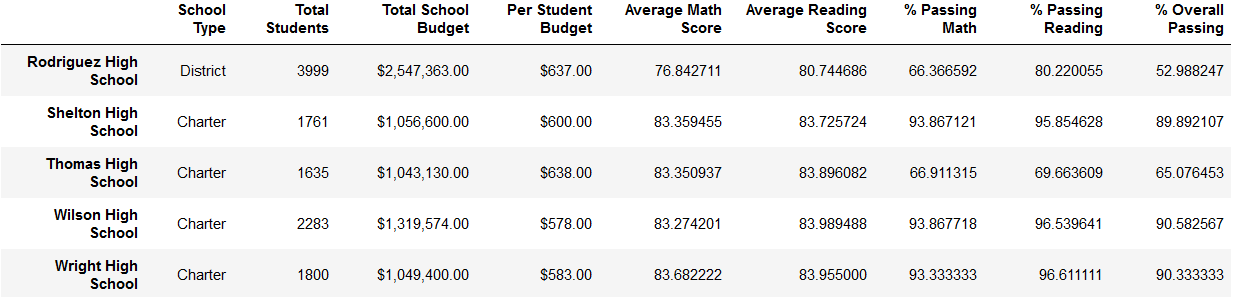 School Type Total Students Total School Budget Per Student Budget Average Math Score Average Reading Score % Passing Math % Passing Reading % Overall Passing
Rodriguez High School District 3999 $2,547,363.00 $637.00 76.842711 80.744686 66.366592 80.220055 52.988247
Shelton High School Charter 1761 $1,056,600.00 $600.00 83.359455 83.725724 93.867121 95.854628 89.892107
Thomas High School Charter 1635 $1,043,130.00 $638.00 83.350937 83.896082 66.911315 69.663609 65.076453
Wilson High School Charter 2283 $1,319,574.00 $578.00 83.274201 83.989488 93.867718 96.539641 90.582567
Wright High School Charter 1800 $1,049,400.00 $583.00 83.682222 83.955000 93.333333 96.611111 90.333333